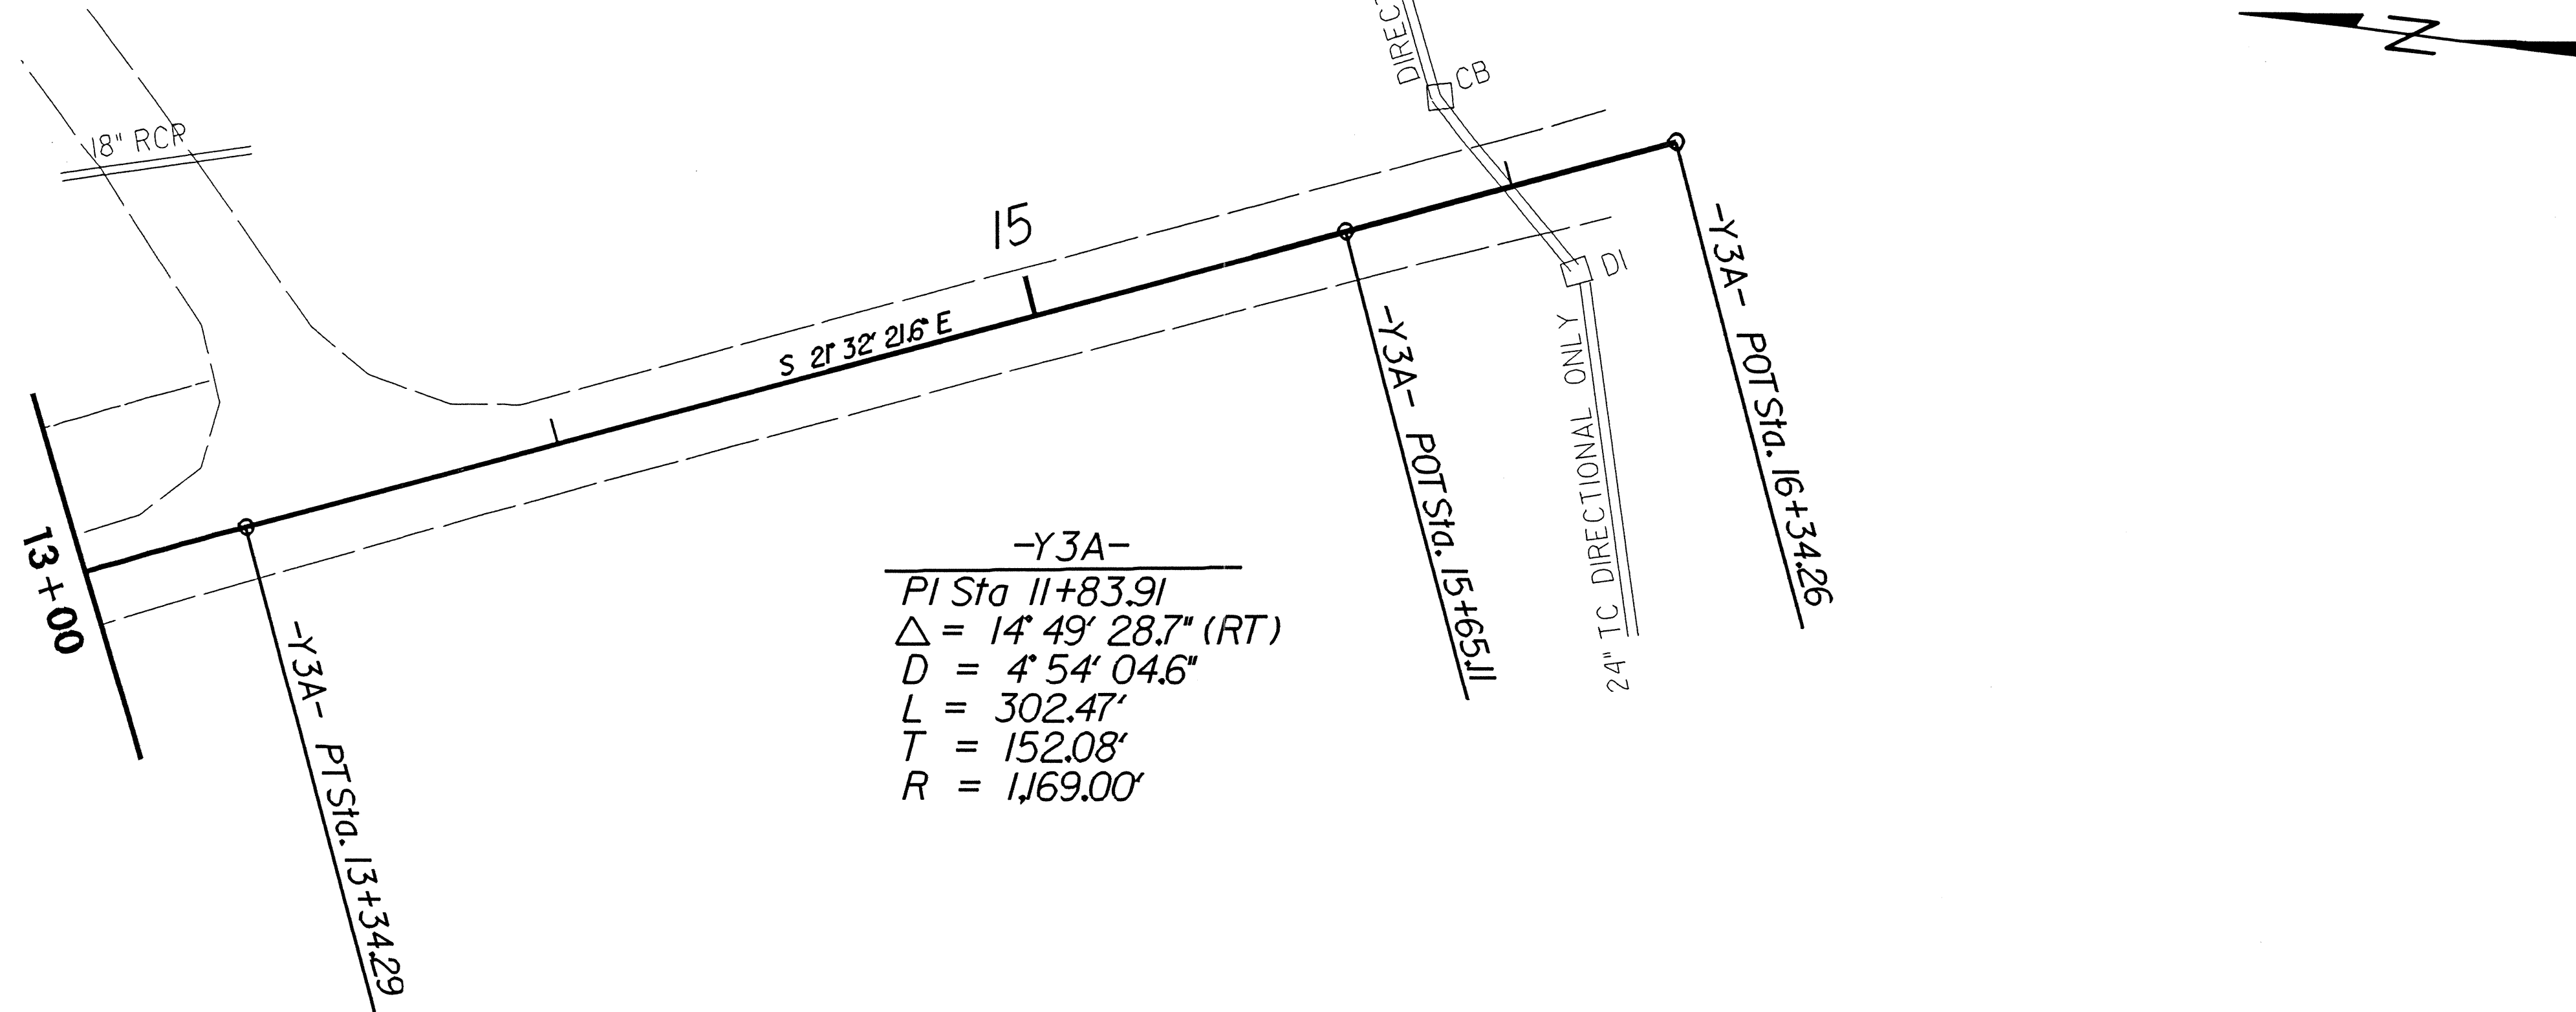 DIREC
CB
N
18" RCP
15
S 21° 32' 21.6" E
DI
13+00
-Y3A- PT Sta. 13+34.29
-Y3A- POT Sta. 15+65.11
24" TC DIRECTIONAL ONLY
-Y3A- POT Sta. 16+34.26
-Y3A-
PI Sta 11+83.91
△ = 14° 49' 28.7" (RT)
D = 4° 54' 04.6"
L = 302.47'
T = 152.08'
R = 1,169.00'